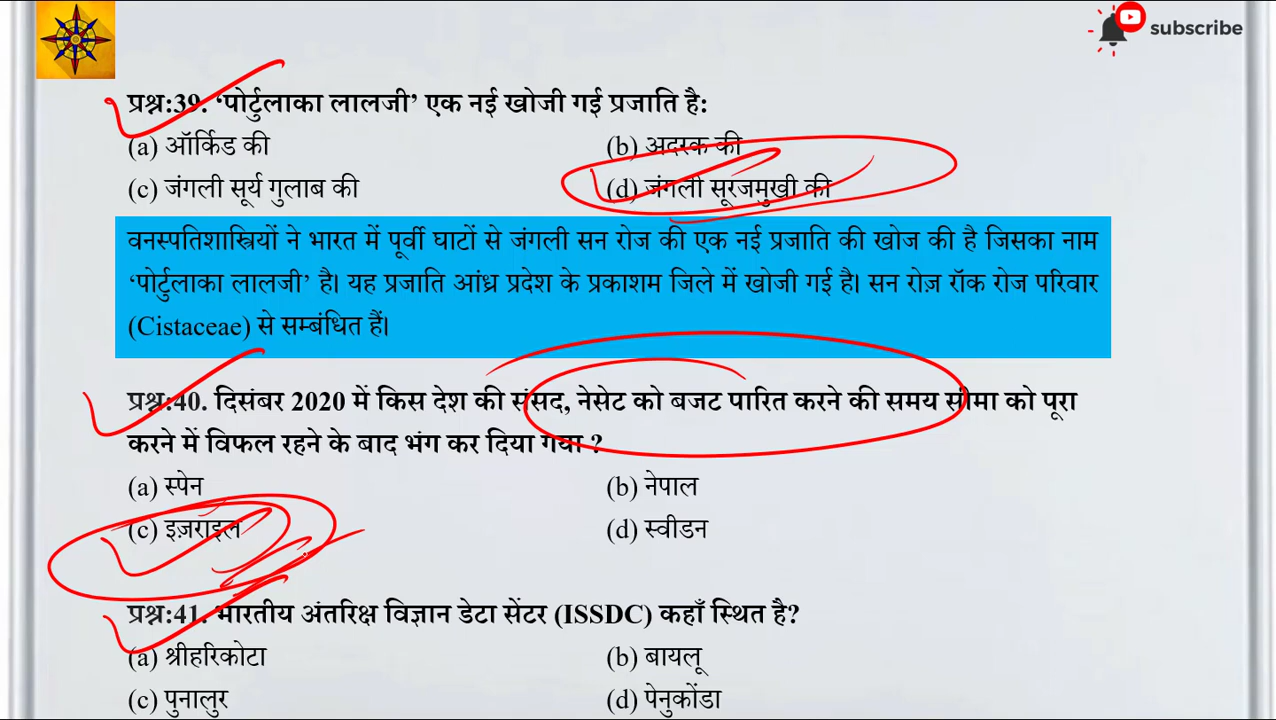 subscribe
प्रश्न:39. ‘पोर्टुलाका लालजी’ एक नई खोजी गई प्रजाति है:
(a) ऑर्किड की (b) अदरक की
(c) जंगली सूर्य गुलाब की (d) जंगली सूरजमुखी की
वनस्पतिशास्त्रियों ने भारत में पूर्वी घाटों से जंगली सन रोज की एक नई प्रजाति की खोज की है जिसका नाम
‘पोर्टुलाका लालजी’ है। यह प्रजाति आंध्र प्रदेश के प्रकाशम जिले में खोजी गई है। सन रोज़ रॉक रोज परिवार
(Cistaceae) से सम्बंधित हैं।
प्रश्न:40. दिसंबर 2020 में किस देश की संसद, नेसेट को बजट पारित करने की समय सीमा को पूरा
करने में विफल रहने के बाद भंग कर दिया गया ?
(a) स्पेन (b) नेपाल
(c) इज़राइल (d) स्वीडन
प्रश्न:41. भारतीय अंतरिक्ष विज्ञान डेटा सेंटर (ISSDC) कहाँ स्थित है?
(a) श्रीहरिकोटा (b) बायलू
(c) पुनालुर (d) पेनुकोंडा